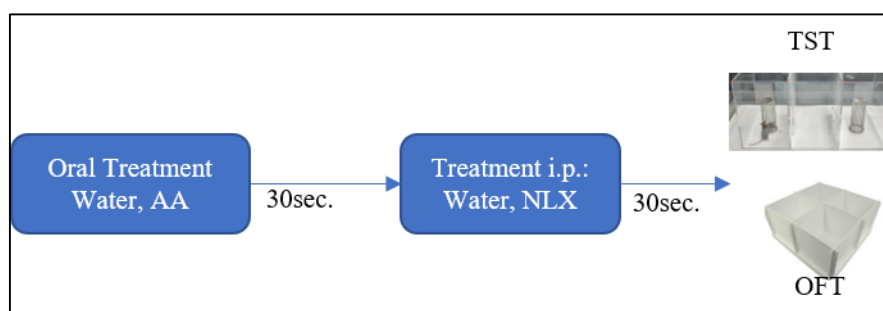 TST
Oral Treatment
Water, AA
30sec.
Treatment i.p.:
Water, NLX
30sec.
OFT